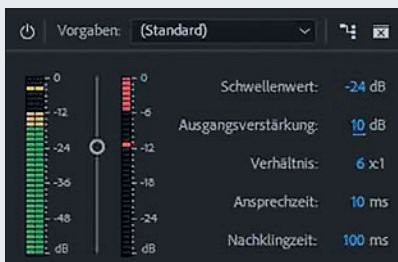 Vorgaben: (Standard)
0
-12
-24
-36
-48
dB
0
-6
-12
-18
-24
dB
Schwellenwert: -24 dB
Ausgangsverstärkung: 10 dB
Verhältnis: 6 x:1
Ansprechzeit: 10 ms
Nachklingzeit: 100 ms